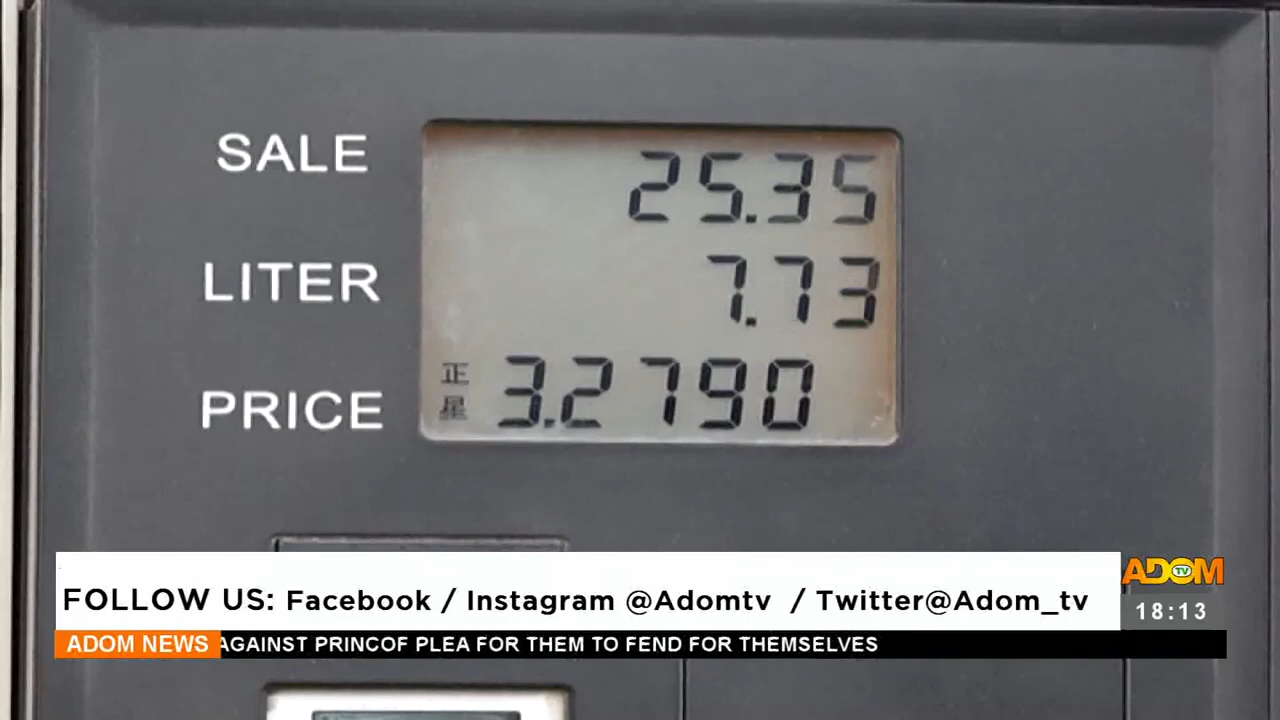 SALE 25.35
LITER 7.73
PRICE 正星 3.2790
FOLLOW US: Facebook / Instagram @Adomtv / Twitter@Adom_tv
ADOM TV
18:13
ADOM NEWS AGAINST PRINCOF PLEA FOR THEM TO FEND FOR THEMSELVES